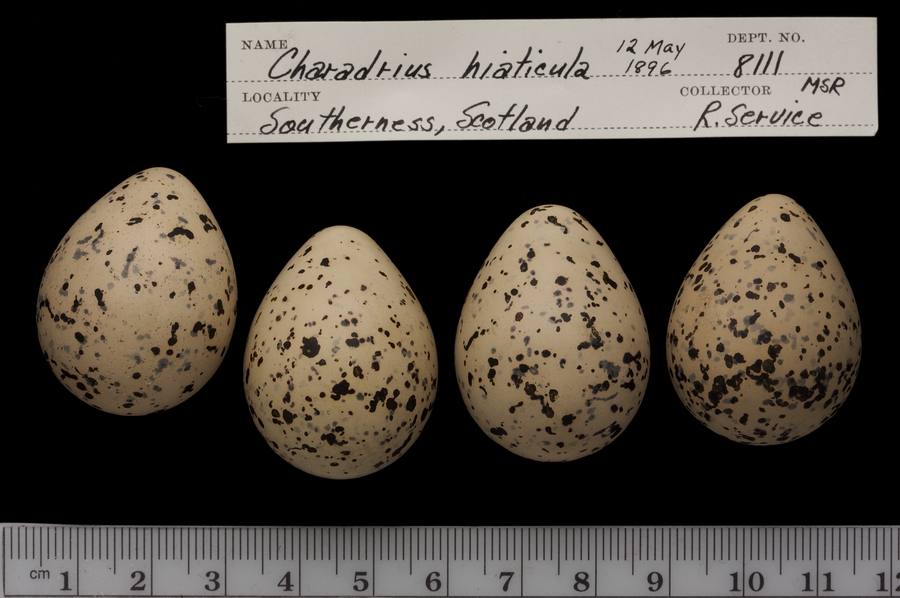 NAME Charadrius hiaticula 12 May 1896 DEPT. NO. 8111
LOCALITY Southerness, Scotland COLLECTOR MSR R. Service
cm 1 2 3 4 5 6 7 8 9 10 11 12